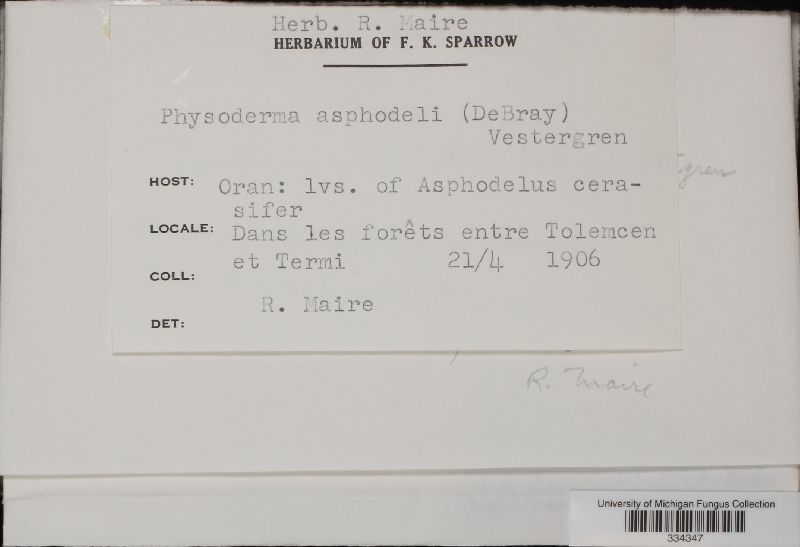 Herb. R. Maire
HERBARIUM OF F. K. SPARROW
Physoderma asphodeli (DeBray)
Vestergren
HOST: Oran: lvs. of Asphodelus cera-
sifer
LOCALE: Dans les forêts entre Tolemcen
et Termi 21/4 1906
COLL:
R. Maire
DET:
gren
R. Maire
University of Michigan Fungus Collection
334347